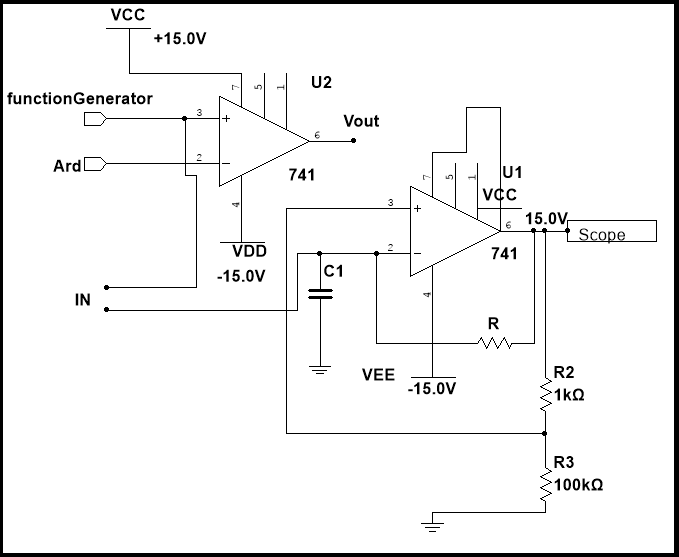 VCC
+15.0V
functionGenerator
Ard
3
2
7
5
1
U2
+
−
6
Vout
741
4
VDD
-15.0V
IN
3
2
7
5
1
U1
VCC
15.0V
+
−
6
Scope
741
4
C1
R
VEE
-15.0V
R2
1kΩ
R3
100kΩ